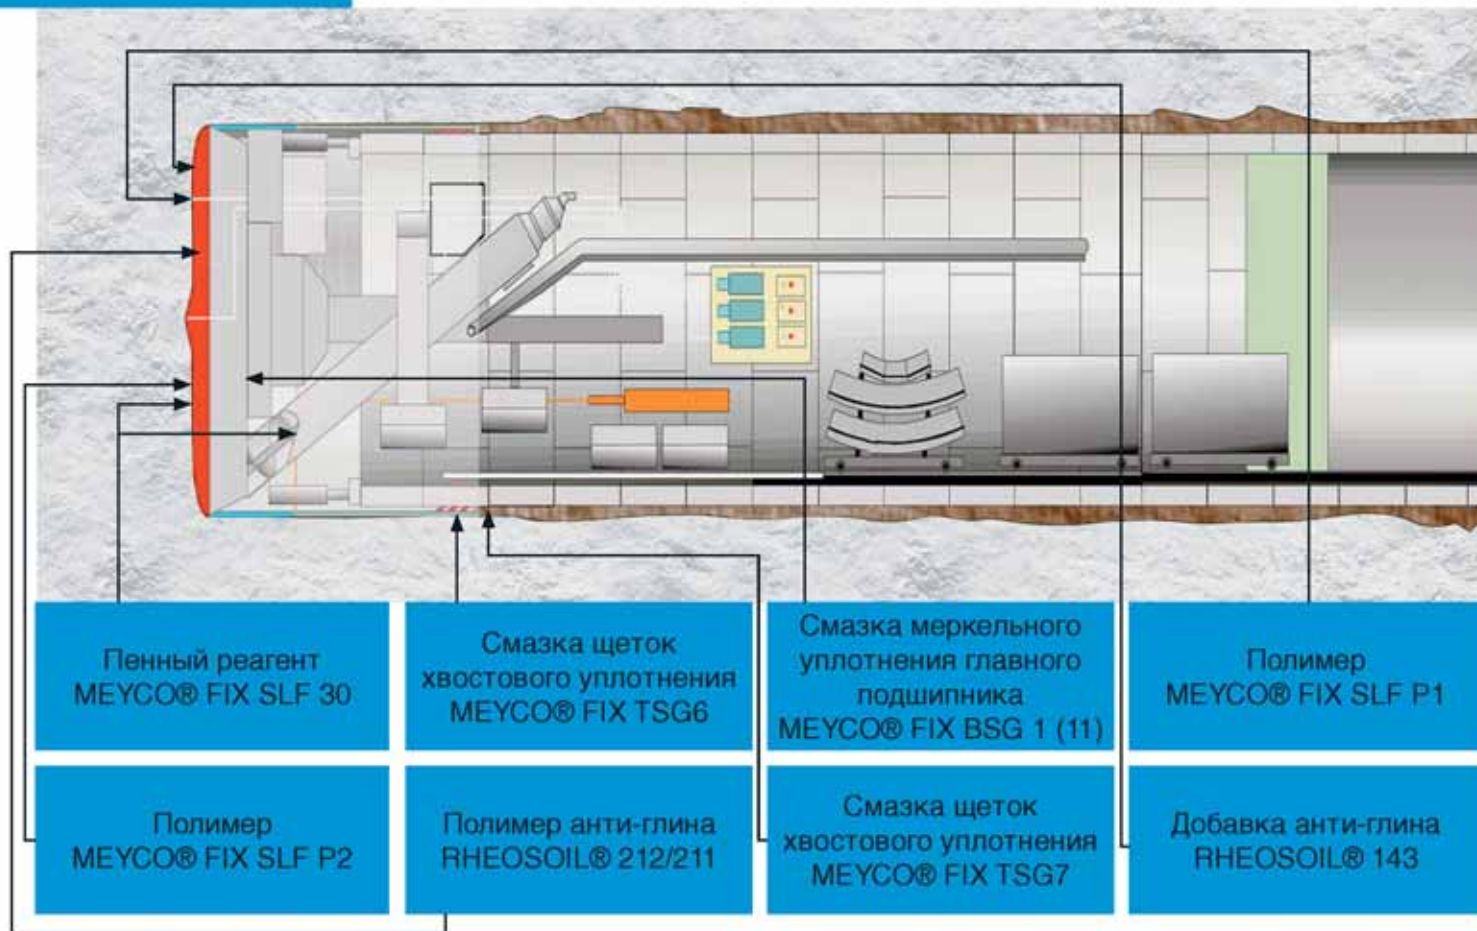 Пенный реагент
MEYCO® FIX SLF 30
Смазка щеток
хвостового уплотнения
MEYCO® FIX TSG6
Смазка меркельного
уплотнения главного
подшипника
MEYCO® FIX BSG 1 (11)
Полимер
MEYCO® FIX SLF P1
Полимер
MEYCO® FIX SLF P2
Полимер анти-глина
RHEOSOIL® 212/211
Смазка щеток
хвостового уплотнения
MEYCO® FIX TSG7
Добавка анти-глина
RHEOSOIL® 143